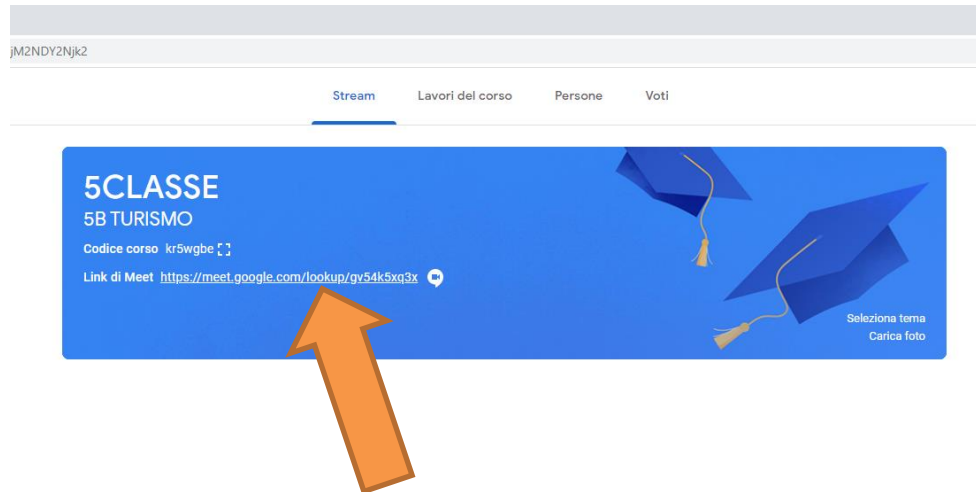 jM2NDY2Njk2
Stream Lavori del corso Persone Voti
5CLASSE
5B TURISMO
Codice corso kr5wgbe
Link di Meet https://meet.google.com/lookup/gv54k5xq3x
Seleziona tema
Carica foto